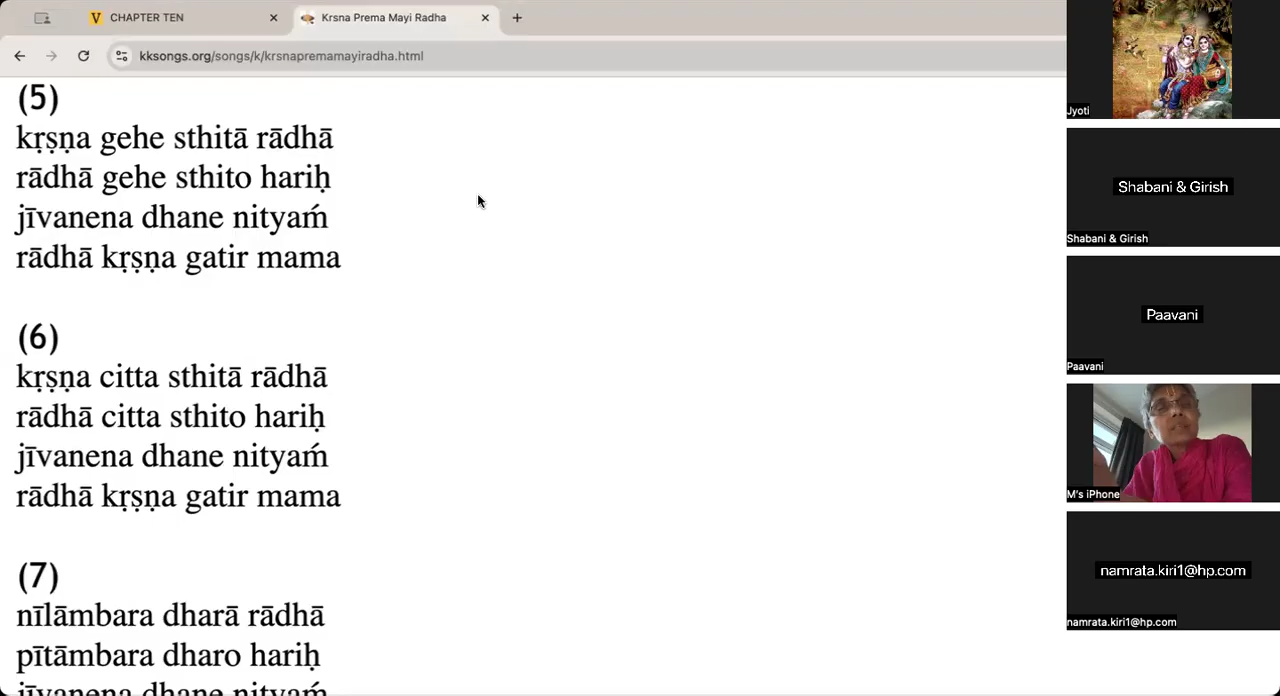 CHAPTER TEN
Krsna Prema Mayi Radha
kksongs.org/songs/k/krsnapremamayiradha.html
(5)
kṛṣṇa gehe sthitā rādhā
rādhā gehe sthito hariḥ
jīvanena dhane nityaḿ
rādhā kṛṣṇa gatir mama
(6)
kṛṣṇa citta sthitā rādhā
rādhā citta sthito hariḥ
jīvanena dhane nityaḿ
rādhā kṛṣṇa gatir mama
(7)
nīlāmbara dharā rādhā
pītāmbara dharo hariḥ
jīvanena dhane nityaḿ
Jyoti
Shabani & Girish
Shabani & Girish
Paavani
Paavani
M's iPhone
namrata.kiri1@hp.com
namrata.kiri1@hp.com